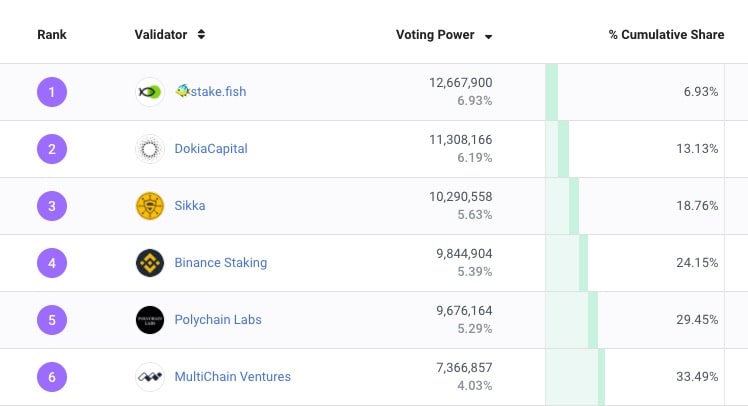 Rank Validator Voting Power % Cumulative Share
1 🐠stake.fish 12,667,900 6.93%
6.93%
2 DokiaCapital 11,308,166 13.13%
6.19%
3 Sikka 10,290,558 18.76%
5.63%
4 Binance Staking 9,844,904 24.15%
5.39%
5 POLYCHAIN LABS Polychain Labs 9,676,164 29.45%
5.29%
6 MultiChain Ventures 7,366,857 33.49%
4.03%